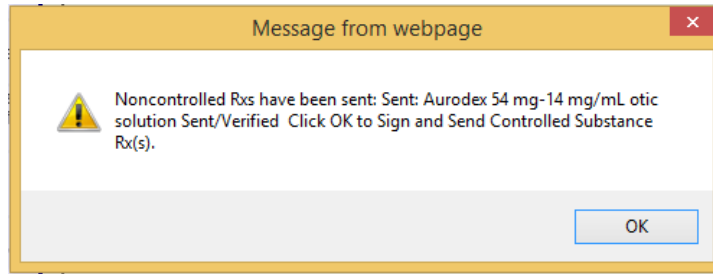 Message from webpage
Noncontrolled Rxs have been sent: Sent: Aurodex 54 mg-14 mg/mL otic
solution Sent/Verified  Click OK to Sign and Send Controlled Substance
Rx(s).
OK